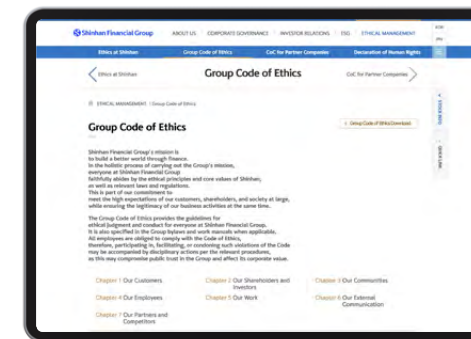 Shinhan Financial Group
ABOUT US CORPORATE GOVERNANCE INVESTOR RELATIONS ESG ETHICAL MANAGEMENT
Ethics at Shinhan Group Code of Ethics CoC for Partner Companies Declaration of Human Rights
Ethics at Shinhan Group Code of Ethics CoC for Partner Companies
ETHICAL MANAGEMENT Group Code of Ethics
Group Code of Ethics
Group Code of Ethics Download
Shinhan Financial Group's mission is
to build a better world through finance.
In the holistic process of carrying out the Group's mission,
everyone at Shinhan Financial Group
faithfully abides by the ethical principles and core values of Shinhan,
as well as relevant laws and regulations.
This is part of our commitment to
meet the high expectations of our customers, shareholders, and society at large,
while ensuring the legitimacy of our business activities at the same time.
The Group Code of Ethics provides the guidelines for
ethical judgment and conduct for everyone at Shinhan Financial Group.
It is also specified in the Group bylaws and work manuals when applicable.
All employees are obliged to comply with the Code of Ethics,
therefore, participating in, facilitating, or condoning such violations of the Code
may be accompanied by disciplinary actions per the relevant procedures,
as this may compromise public trust in the Group and affect its corporate value.
Chapter 1 Our Customers Chapter 2 Our Shareholders and Investors Chapter 3 Our Communities
Chapter 4 Our Employees Chapter 5 Our Work Chapter 6 Our External Communication
Chapter 7 Our Partners and Competitors